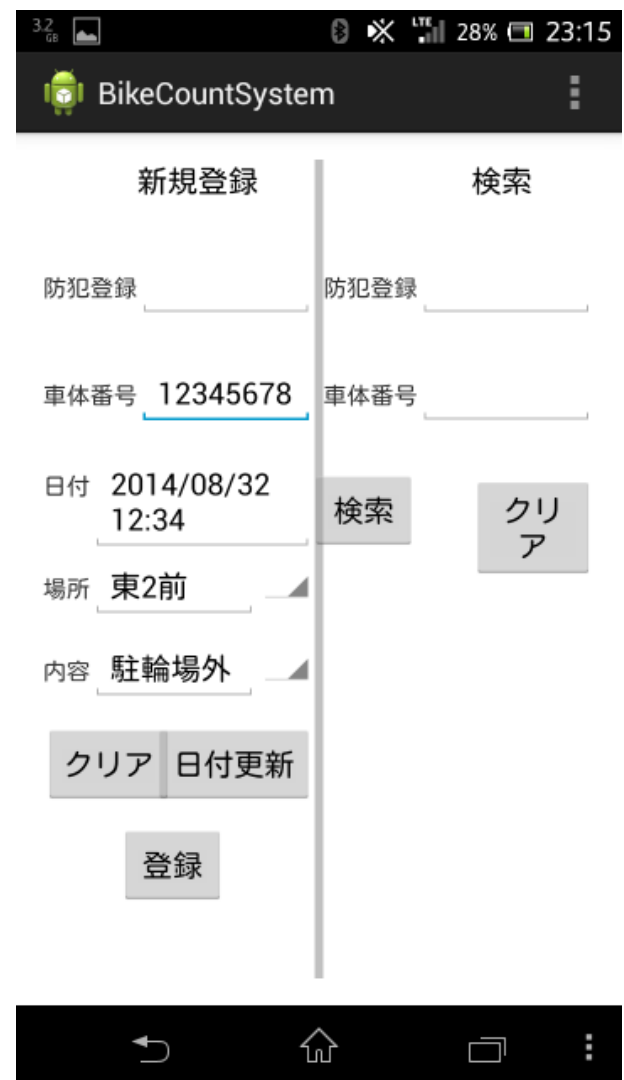 3.2
GB
LTE
28%
23:15
BikeCountSystem
新規登録
防犯登録
車体番号 12345678
日付 2014/08/32
12:34
場所 東2前
内容 駐輪場外
クリア 日付更新
登録
検索
防犯登録
車体番号
検索
クリ
ア